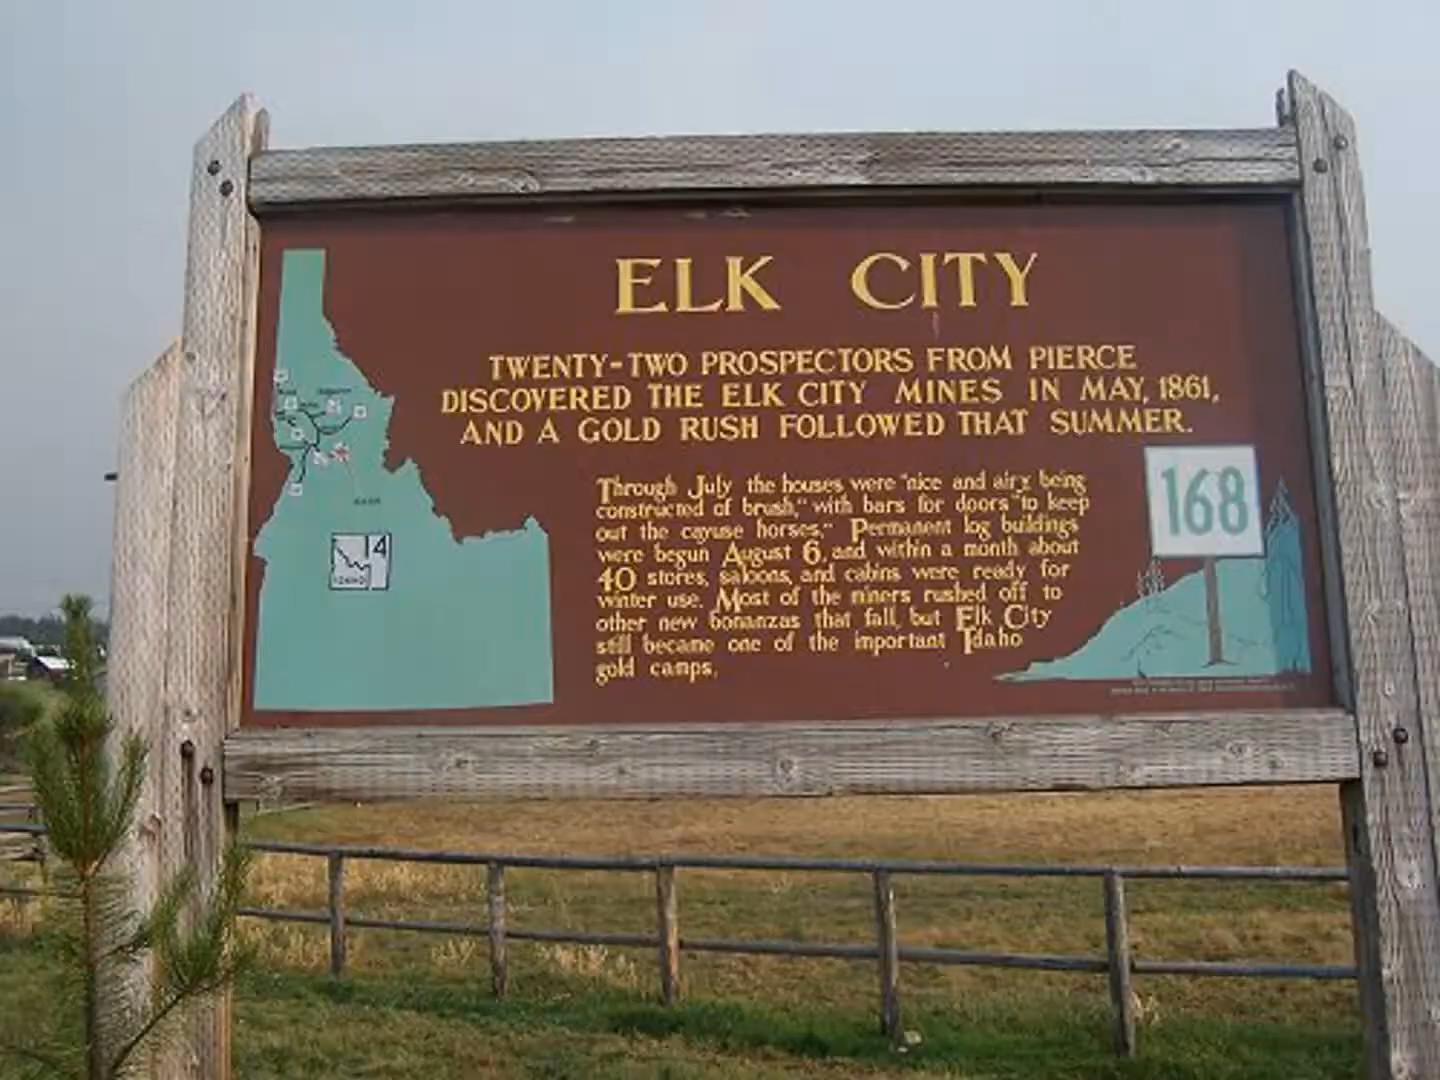 ELK CITY
TWENTY-TWO PROSPECTORS FROM PIERCE
DISCOVERED THE ELK CITY MINES IN MAY, 1861,
AND A GOLD RUSH FOLLOWED THAT SUMMER.
Through July the houses were "nice and airy being
constructed of brush," with bars for doors "to keep
out the cayuse horses." Permanent log buildings
were begun August 6, and within a month about
40 stores, saloons, and cabins were ready for
winter use. Most of the miners rushed off to
other new bonanzas that fall, but Elk City
still became one of the important Idaho
gold camps.
14
IDAHO
168